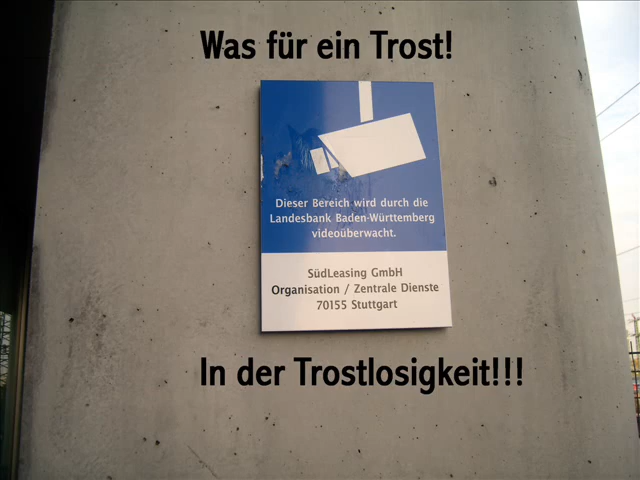 Was für ein Trost!
Dieser Bereich wird durch die
Landesbank Baden-Württemberg
videoüberwacht.
SüdLeasing GmbH
Organisation / Zentrale Dienste
70155 Stuttgart
In der Trostlosigkeit!!!